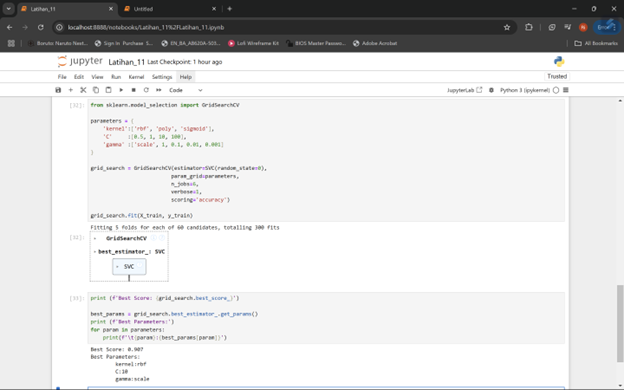 Latihan_11
Untitled
localhost:8888/notebooks/Latihan_11%2FLatihan_11.ipynb
Boruto: Naruto Next...
Sign In · Purchase · S...
LoFi Wireframe Kit
BIOS Master Passwo...
Adobe Acrobat
All Bookmarks
jupyter Latihan_11 Last Checkpoint: 1 hour ago
File Edit View Run Kernel Settings Help
Trusted
Code
JupyterLab
Python 3 (ipykernel)
from sklearn.model_selection import GridSearchCV
parameters = {
'kernel':['rbf', 'poly', 'sigmoid'],
'C' :[0.5, 1, 10, 100],
'gamma' :['scale', 1, 0.1, 0.01, 0.001]
}
grid_search = GridSearchCV(estimator=SVC(random_state=0),
param_grid=parameters,
n_jobs=6,
verbose=1,
scoring='accuracy')
grid_search.fit(X_train, y_train)
Fitting 5 folds for each of 60 candidates, totalling 300 fits
GridSearchCV
best_estimator_: SVC
SVC
print (f'Best Score: {grid_search.best_score_}')
best_params = grid_search.best_estimator_.get_params()
print (f'Best Parameters:')
for param in parameters:
print(f'\t{param}:{best_params[param]}')
Best Score: 0.907
Best Parameters:
kernel:rbf
C:10
gamma:scale